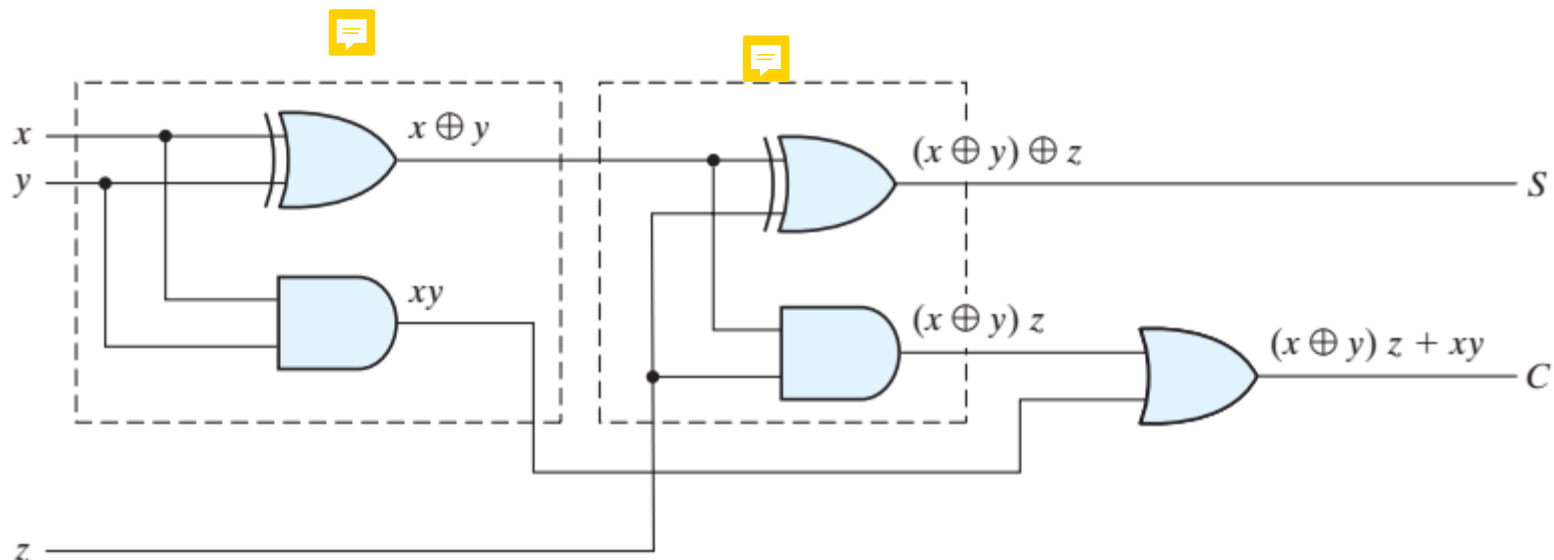 x
y
x ⊕ y
(x ⊕ y) ⊕ z
S
xy
(x ⊕ y) z
(x ⊕ y) z + xy
C
z